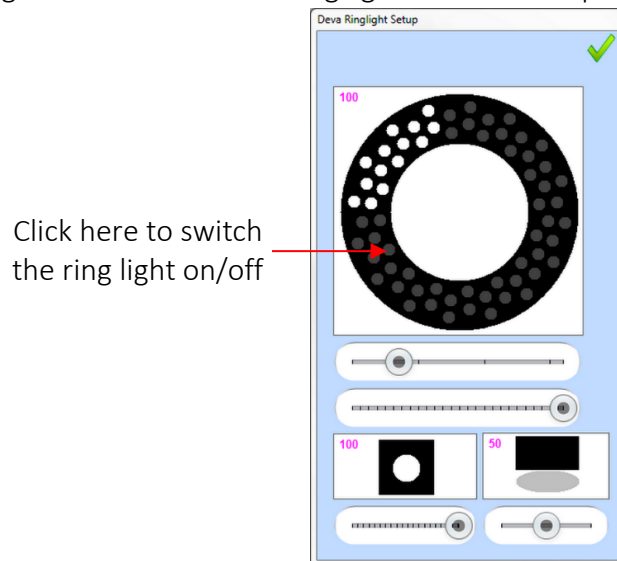 Deva Ringlight Setup
100
Click here to switch
the ring light on/off
100
50